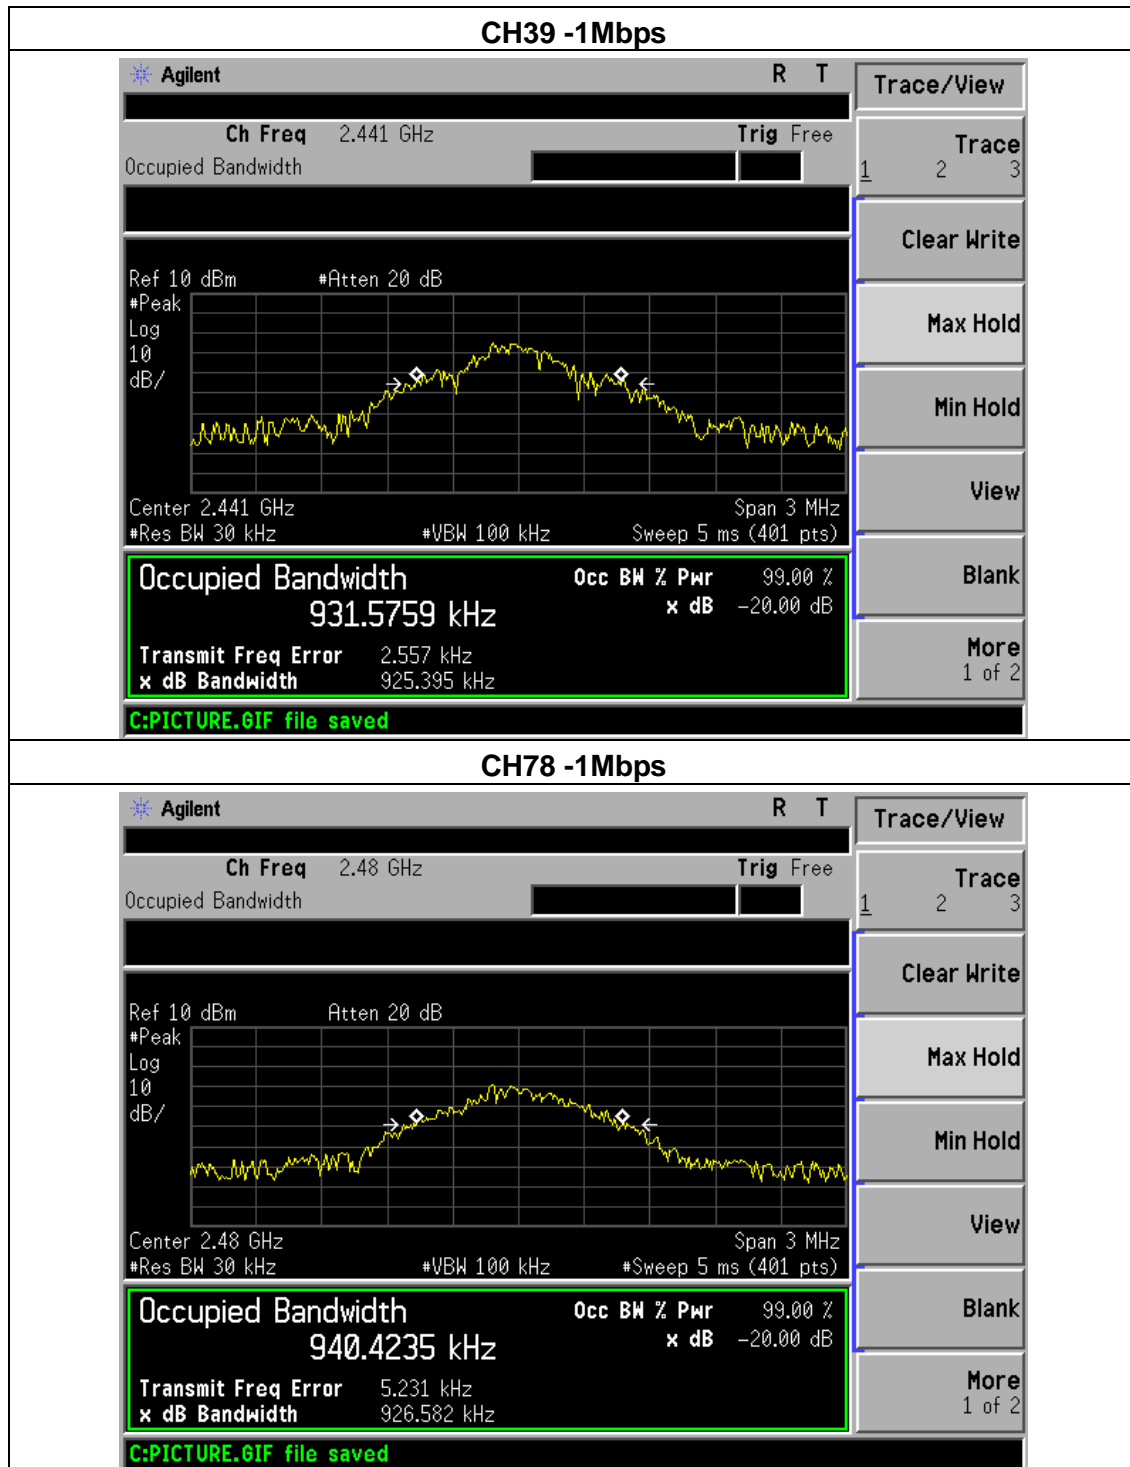 CH39 -1Mbps
Agilent R T Trace/View
Ch Freq 2.441 GHz Trig Free
Occupied Bandwidth
Trace
1 2 3
Clear Write
Max Hold
Min Hold
View
Blank
More
1 of 2
Ref 10 dBm #Atten 20 dB
#Peak
Log
10
dB/
Center 2.441 GHz Span 3 MHz
#Res BW 30 kHz #VBW 100 kHz Sweep 5 ms (401 pts)
Occupied Bandwidth Occ BW % Pwr 99.00 %
931.5759 kHz x dB -20.00 dB
Transmit Freq Error 2.557 kHz
x dB Bandwidth 925.395 kHz
C:PICTURE.GIF file saved
CH78 -1Mbps
Agilent R T Trace/View
Ch Freq 2.48 GHz Trig Free
Occupied Bandwidth
Trace
1 2 3
Clear Write
Max Hold
Min Hold
View
Blank
More
1 of 2
Ref 10 dBm Atten 20 dB
#Peak
Log
10
dB/
Center 2.48 GHz Span 3 MHz
#Res BW 30 kHz #VBW 100 kHz #Sweep 5 ms (401 pts)
Occupied Bandwidth Occ BW % Pwr 99.00 %
940.4235 kHz x dB -20.00 dB
Transmit Freq Error 5.231 kHz
x dB Bandwidth 926.582 kHz
C:PICTURE.GIF file saved